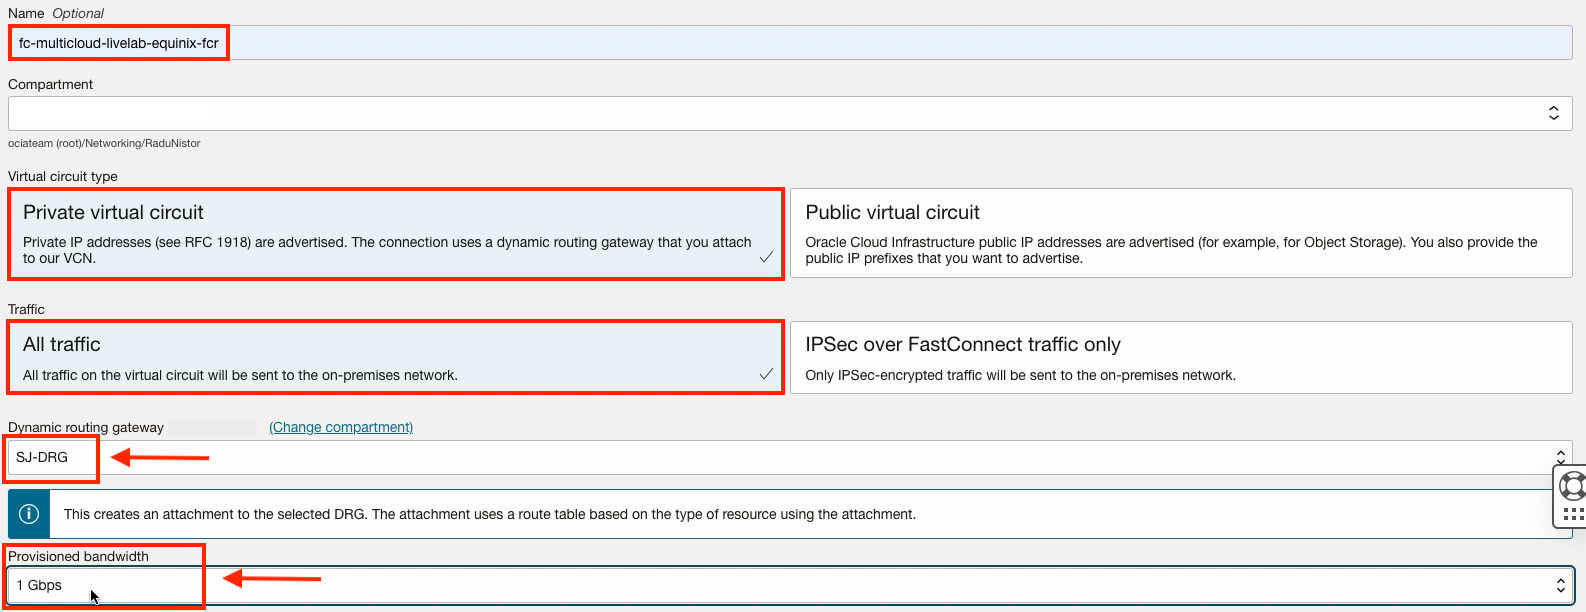 Name Optional
fc-multicloud-livelab-equinix-fcr
Compartment
ociateam (root)/Networking/RaduNistor
Virtual circuit type
Private virtual circuit
Private IP addresses (see RFC 1918) are advertised. The connection uses a dynamic routing gateway that you attach
to our VCN.
Public virtual circuit
Oracle Cloud Infrastructure public IP addresses are advertised (for example, for Object Storage). You also provide the
public IP prefixes that you want to advertise.
Traffic
All traffic
All traffic on the virtual circuit will be sent to the on-premises network.
IPSec over FastConnect traffic only
Only IPSec-encrypted traffic will be sent to the on-premises network.
Dynamic routing gateway (Change compartment)
SJ-DRG
This creates an attachment to the selected DRG. The attachment uses a route table based on the type of resource using the attachment.
Provisioned bandwidth
1 Gbps